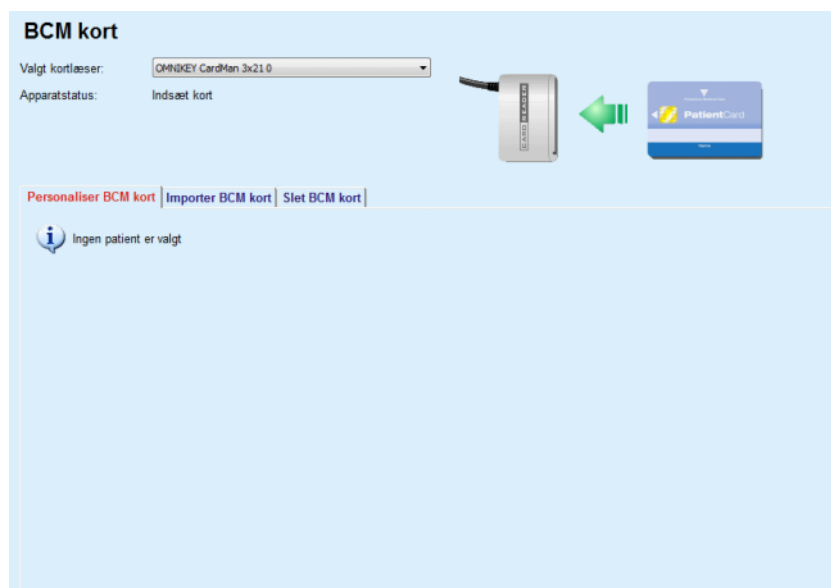 BCM kort
Valgt kortlæser: OMNIKEY CardMan 3x21 0
Apparatstatus: Indsæt kort
CARD READER
PatientCard
Name
Personaliser BCM kort Importer BCM kort Slet BCM kort
Ingen patient er valgt